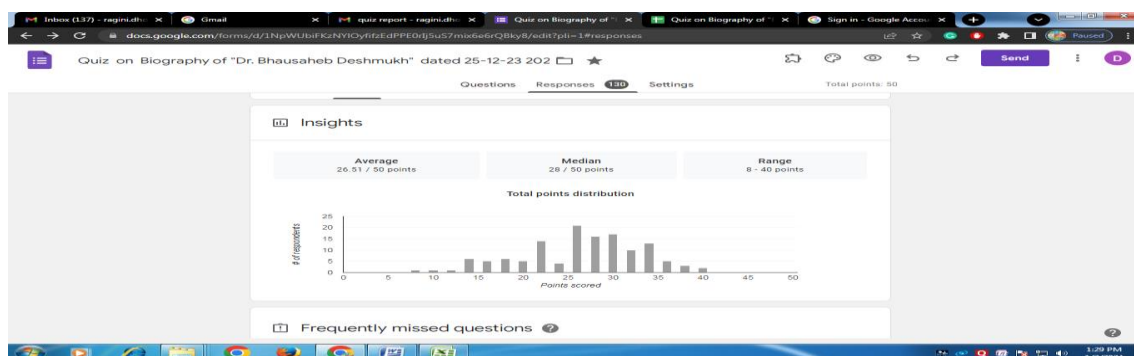 Inbox (137) - ragini.dh
Gmail
quiz report - ragini.dh
Quiz on Biography of "
Quiz on Biography of "
Sign in - Google Accou
docs.google.com/forms/d/1NpWUbiFKzNYIOyfifzEdPPE0rIj5uS7mix6e6rQBky8/edit?pli=1#responses
Paused
Quiz on Biography of "Dr. Bhausaheb Deshmukh" dated 25-12-23 202
Send
D
Questions Responses 130 Settings
Total points: 50
Insights
Average
26.51 / 50 points
Median
28 / 50 points
Range
8 - 40 points
Total points distribution
# of respondents
25
20
15
10
5
0
0 5 10 15 20 25 30 35 40 45 50
Points scored
Frequently missed questions
1:29 PM